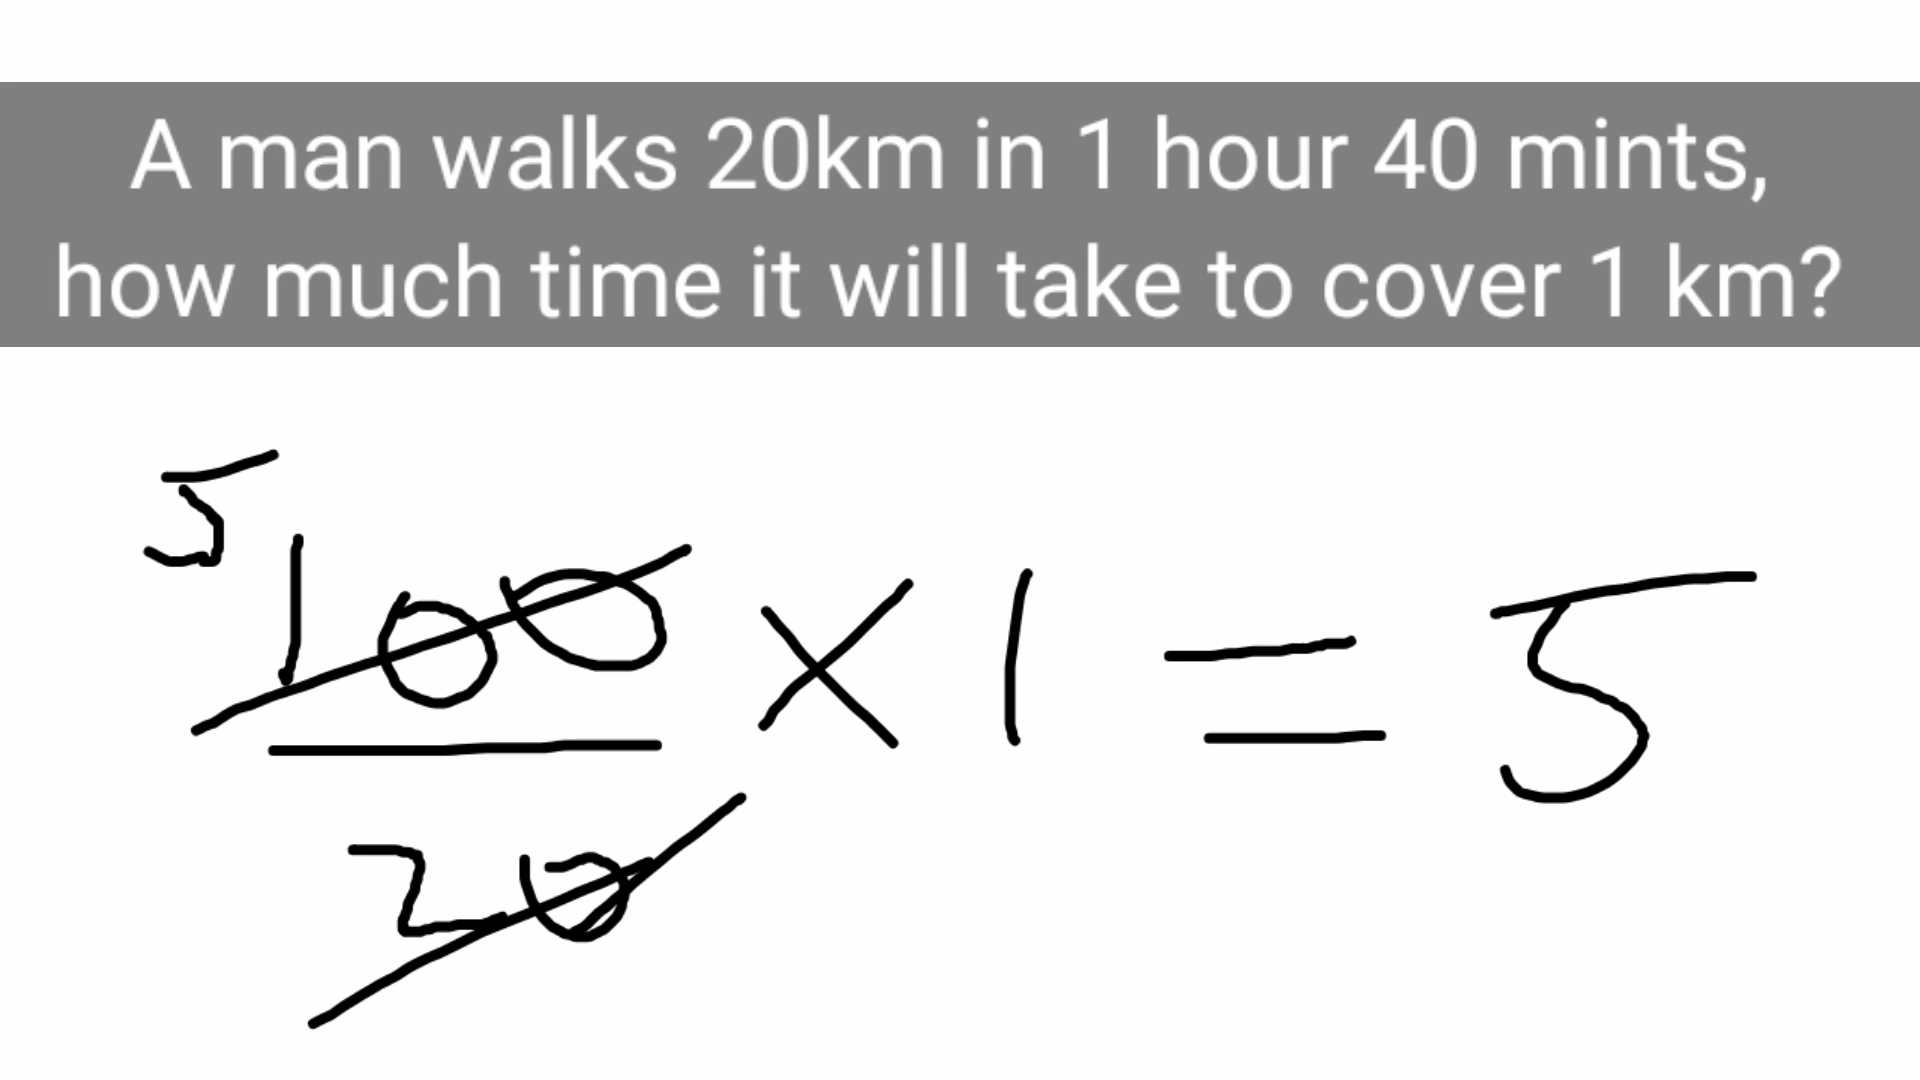 A man walks 20km in 1 hour 40 mints,
how much time it will take to cover 1 km?
5
100 × 1 = 5
20